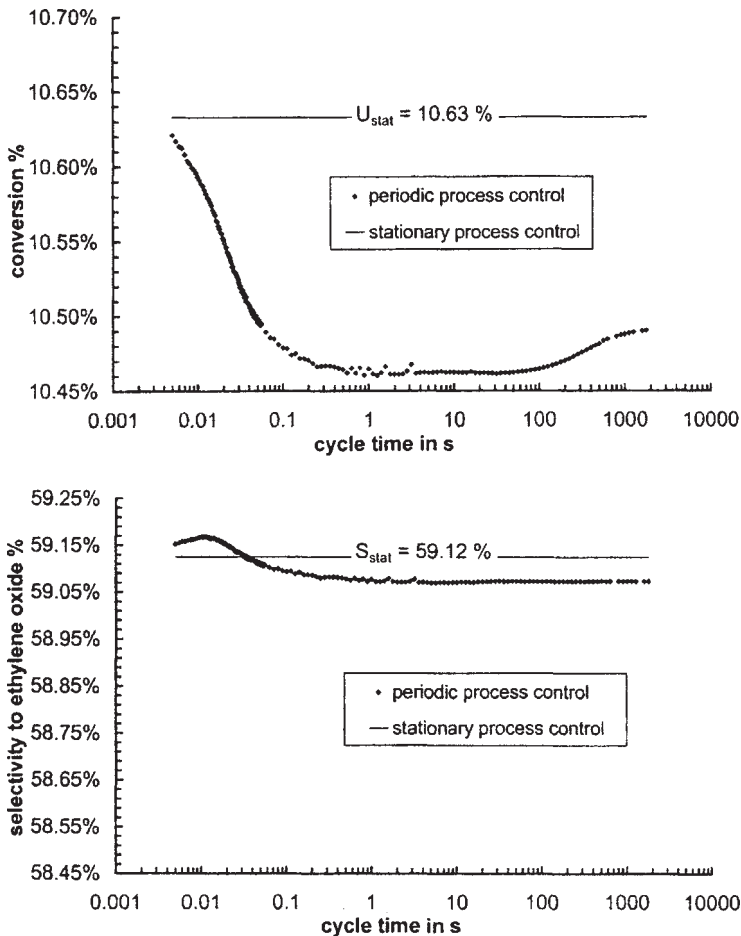 10.70%
10.65%
10.60%
10.55%
10.50%
10.45%
conversion %
U_stat = 10.63 %
periodic process control
stationary process control
0.001 0.01 0.1 1 10 100 1000 10000
cycle time in s
59.25%
59.15%
59.05%
58.95%
58.85%
58.75%
58.65%
58.55%
58.45%
selectivity to ethylene oxide %
S_stat = 59.12 %
periodic process control
stationary process control
0.001 0.01 0.1 1 10 100 1000 10000
cycle time in s